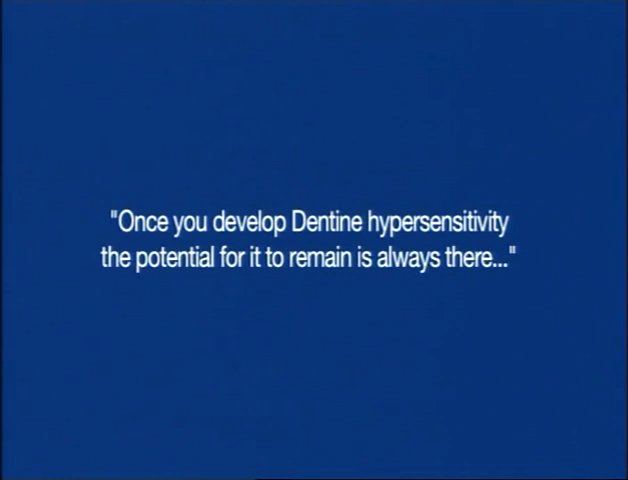 "Once you develop Dentine hypersensitivity
the potential for it to remain is always there..."